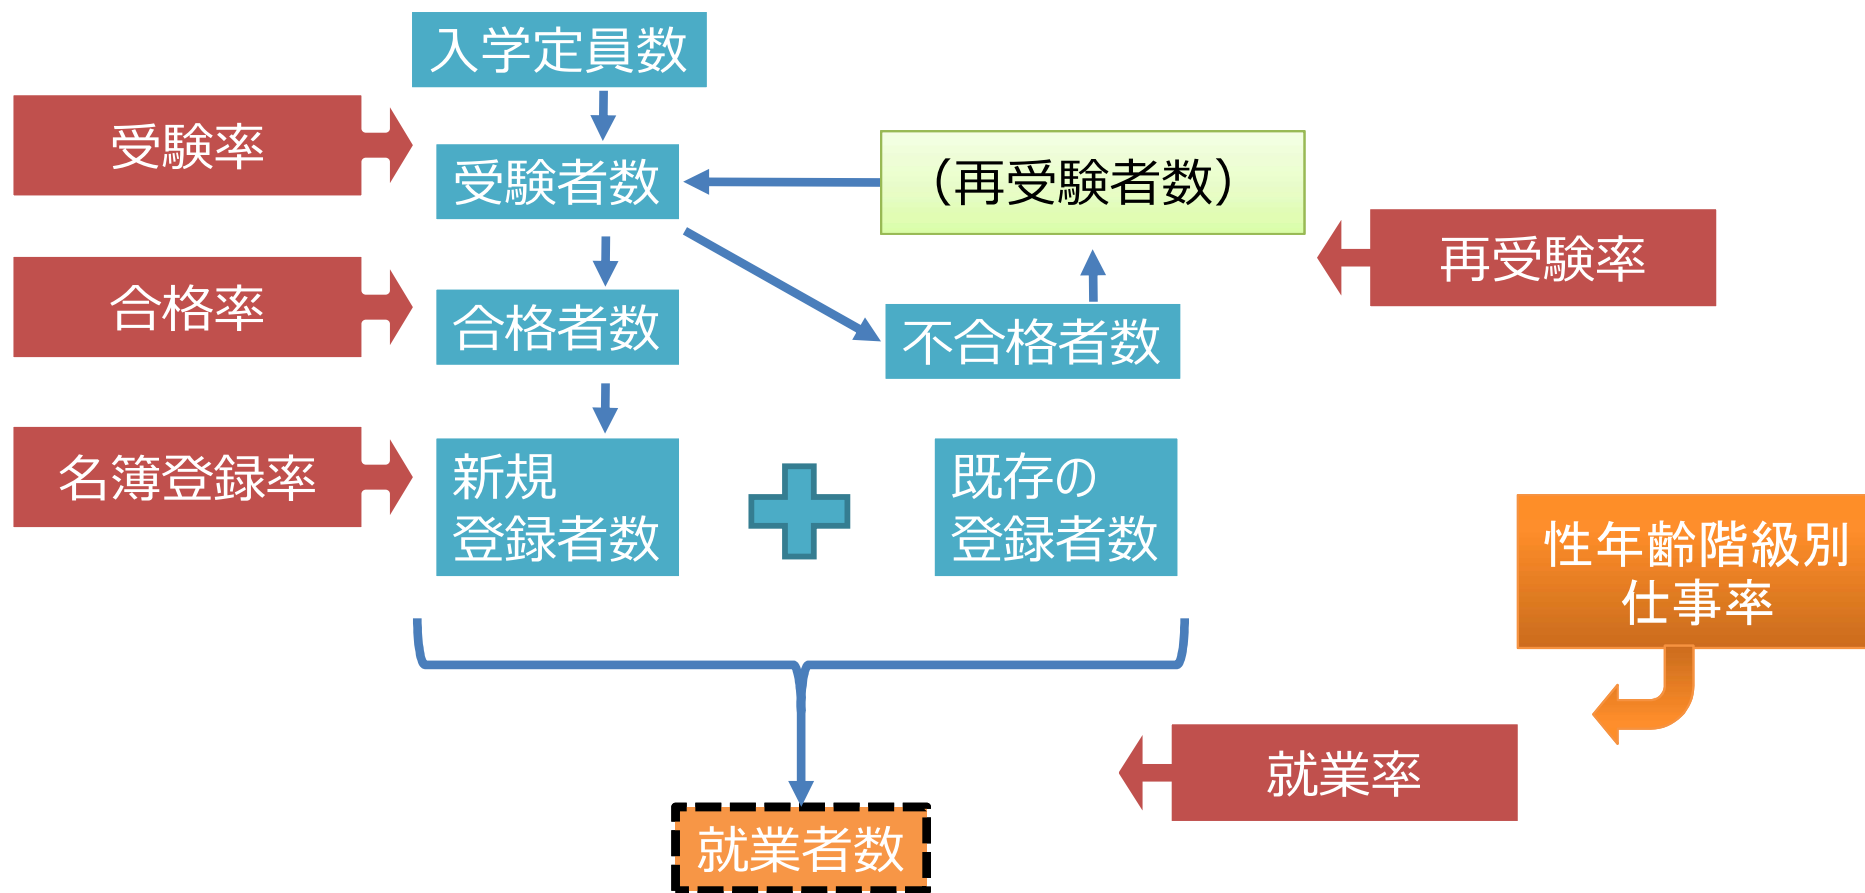 入学定員数
受験率
受験者数
（再受験者数）
再受験率
合格率
合格者数
不合格者数
名簿登録率
新規
登録者数
既存の
登録者数
性年齢階級別
仕事率
就業率
就業者数